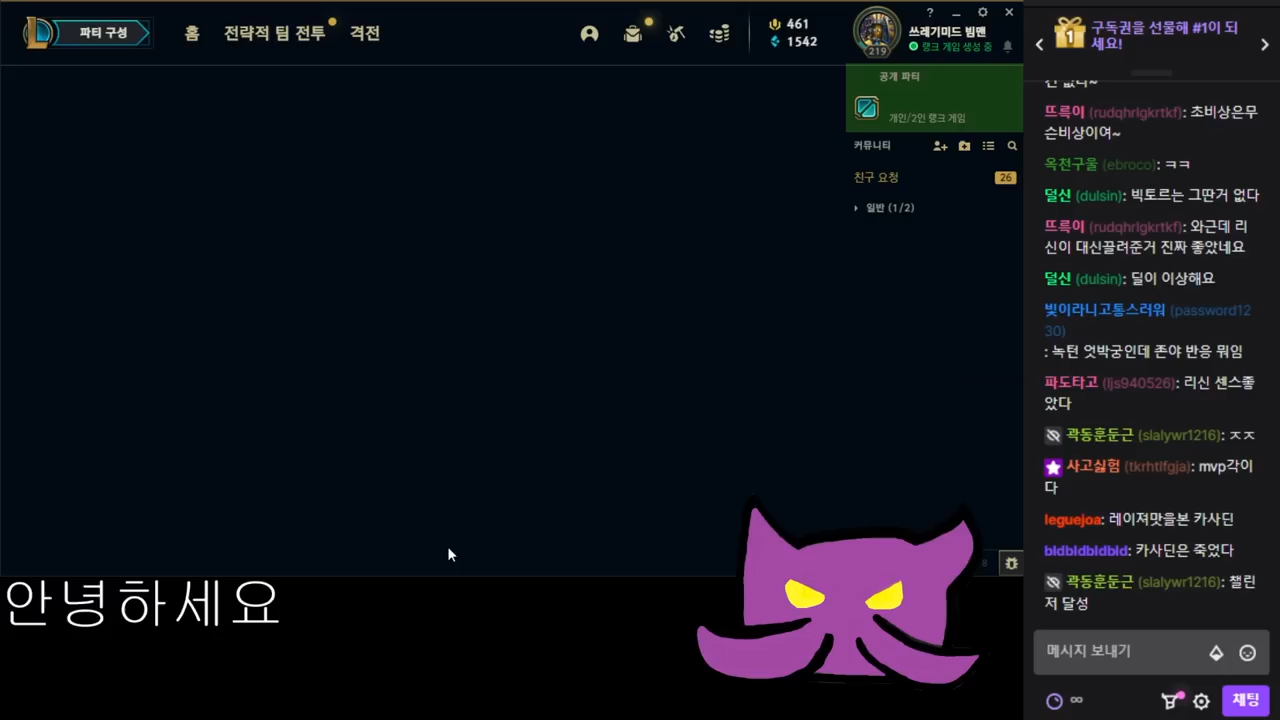 파티 구성
홈
전략적 팀 전투
격전
461
1542
219
?
쓰레기미드 빔맨
랭크 게임 생성 중
공개 파티
개인/2인 랭크 게임
커뮤니티
친구 요청
26
일반 (1/2)
안녕하세요
1
구독권을 선물해 #1이 되
세요!
뜨륵이 (rudqhrlgkrtkf): 초비상은무
슨비상이여~
옥천구울 (ebroco): ㅋㅋ
덜신 (dulsin): 빅토르는 그딴거 없다
뜨륵이 (rudqhrlgkrtkf): 와근데 리
신이 대신끌려준거 진짜 좋았네요
덜신 (dulsin): 딜이 이상해요
빛이라니고통스러워 (password12
30)
: 녹턴 엇박궁인데 존야 반응 뭐임
파도타고 (ljs940526): 리신 센스좋
았다
곽동훈둔근 (slalywr1216): ㅈㅈ
사고실험 (tkrhtlfgja): mvp각이
다
leguejoa: 레이져맛을본 카사딘
bldbldbldbld: 카사딘은 죽었다
곽동훈둔근 (slalywr1216): 챌린
저 달성
메시지 보내기
채팅